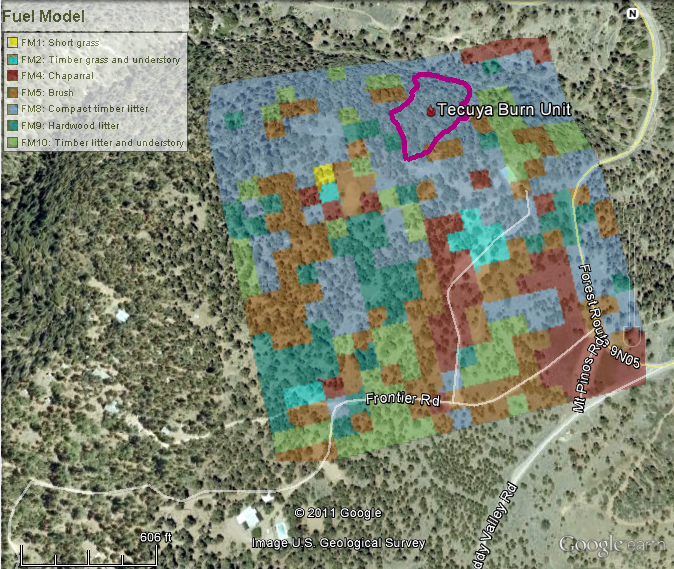 Fuel Model
FM1: Short grass
FM2: Timber grass and understory
FM4: Chaparral
FM5: Brush
FM8: Compact timber litter
FM9: Hardwood litter
FM10: Timber litter and understory
N
Tecuya Burn Unit
Forest Route 9N05
Mt Pinos Rd
Frontier Rd
ddy Valley Rd
© 2011 Google
Image U.S. Geological Survey
606 ft
Google earth